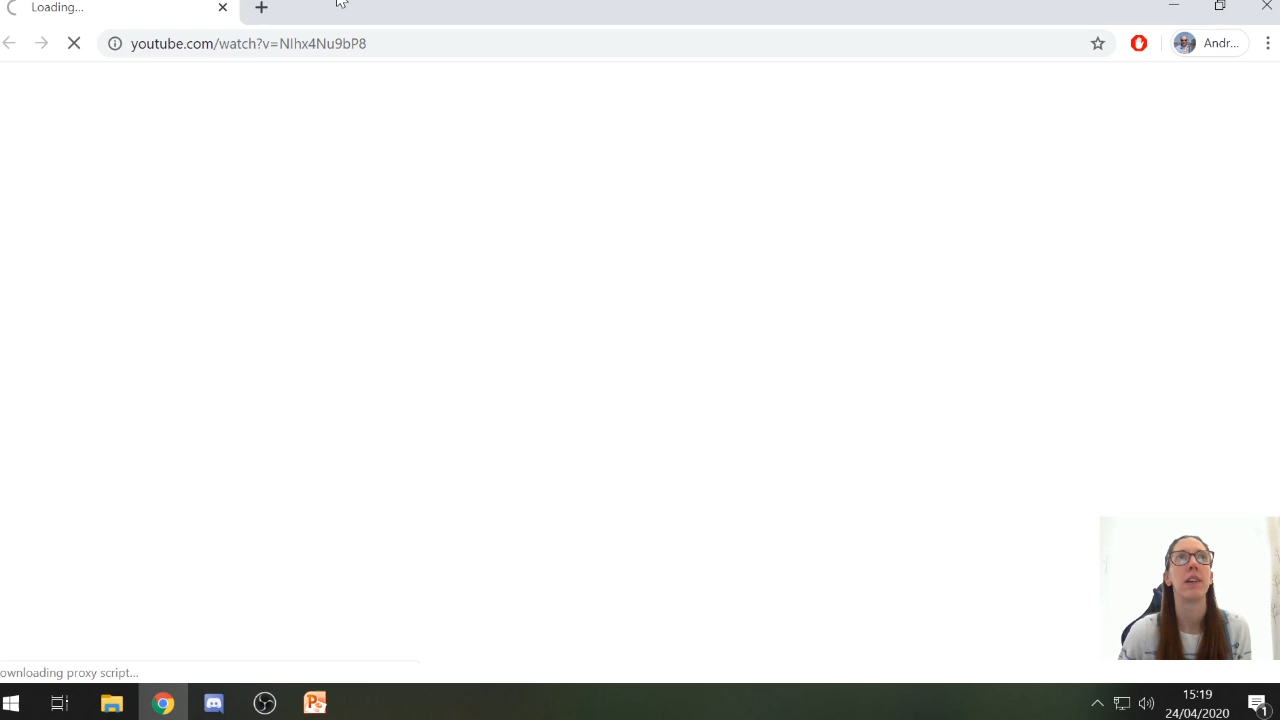 Loading...
youtube.com/watch?v=NIhx4Nu9bP8
Andr...
ownloading proxy script...
15:19
24/04/2020
1